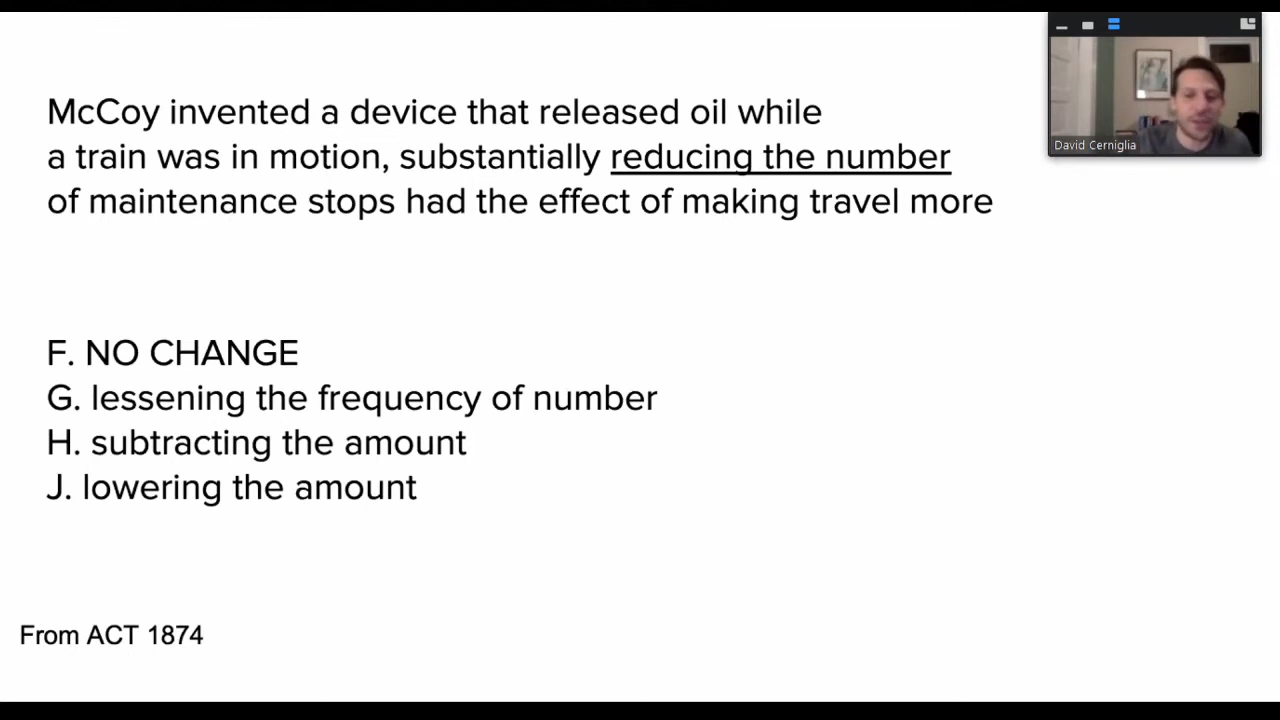 McCoy invented a device that released oil while
a train was in motion, substantially reducing the number
of maintenance stops had the effect of making travel more
F. NO CHANGE
G. lessening the frequency of number
H. subtracting the amount
J. lowering the amount
From ACT 1874
David Cerniglia